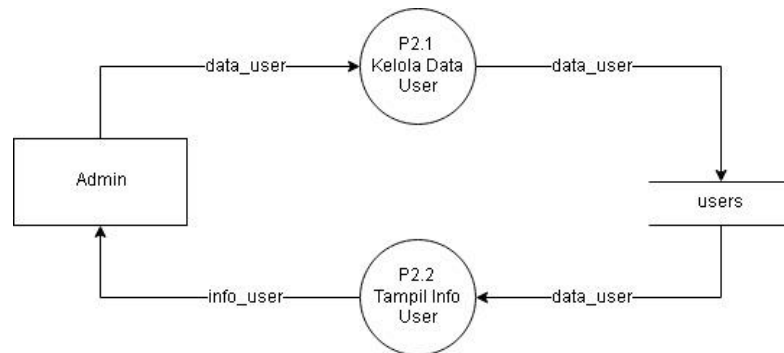 P2.1
Kelola Data
User
data_user
data_user
Admin
users
P2.2
Tampil Info
User
info_user
data_user